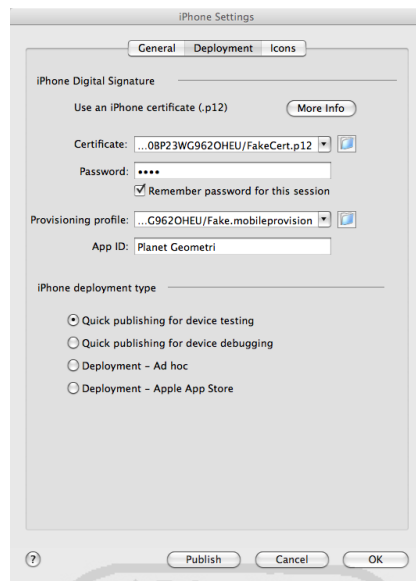 iPhone Settings
General Deployment Icons
iPhone Digital Signature
Use an iPhone certificate (.p12) More Info
Certificate: ...0BP23WG962OHEU/FakeCert.p12
Password: ••••
Remember password for this session
Provisioning profile: ...G962OHEU/Fake.mobileprovision
App ID: Planet Geometri
iPhone deployment type
Quick publishing for device testing
Quick publishing for device debugging
Deployment – Ad hoc
Deployment – Apple App Store
? Publish Cancel OK